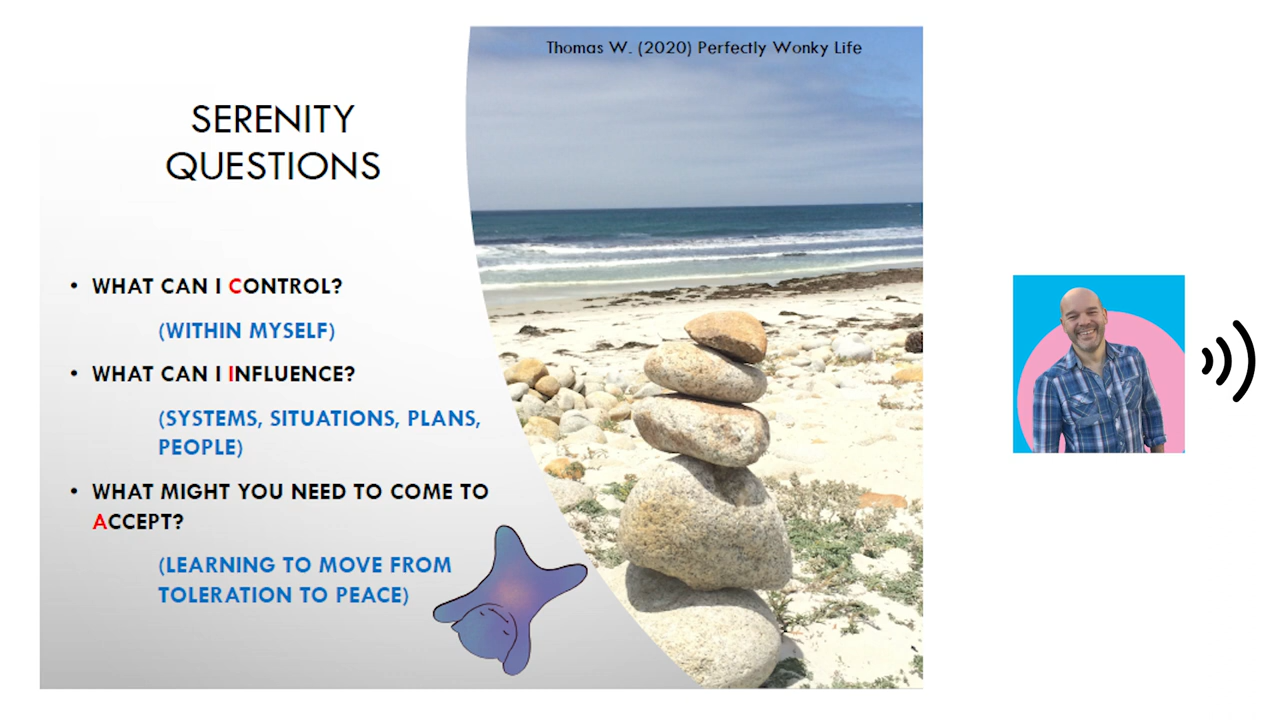 Thomas W. (2020) Perfectly Wonky Life
SERENITY
QUESTIONS
• WHAT CAN I CONTROL?
(WITHIN MYSELF)
• WHAT CAN I INFLUENCE?
(SYSTEMS, SITUATIONS, PLANS,
PEOPLE)
• WHAT MIGHT YOU NEED TO COME TO
ACCEPT?
(LEARNING TO MOVE FROM
TOLERATION TO PEACE)